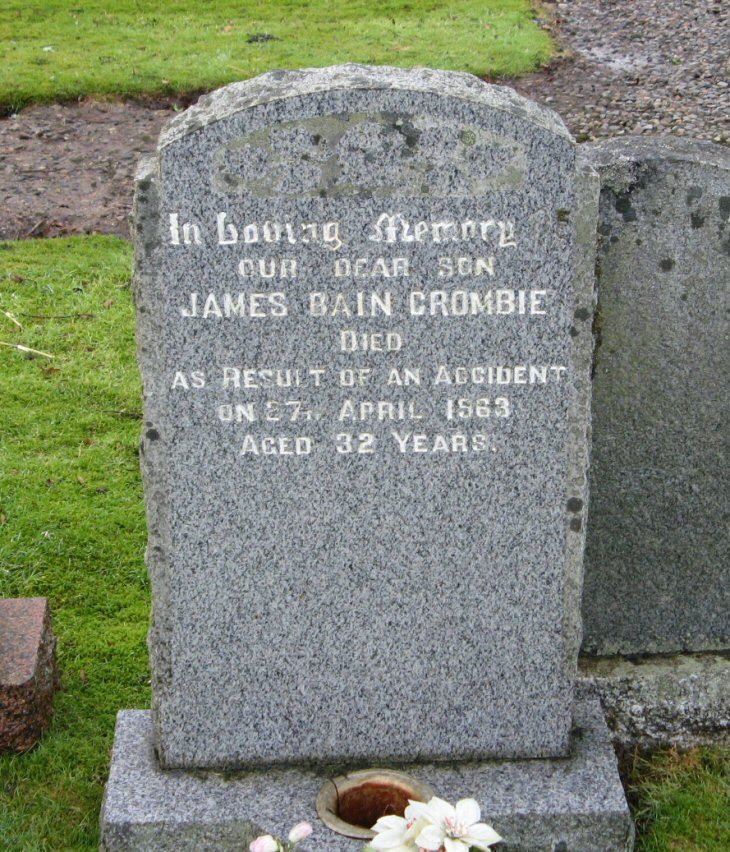 In Loving Memory Of
OUR DEAR SON
JAMES BAIN CROMBIE
DIED
AS RESULT OF AN ACCIDENT
ON 27TH APRIL 1963
AGED 32 YEARS.